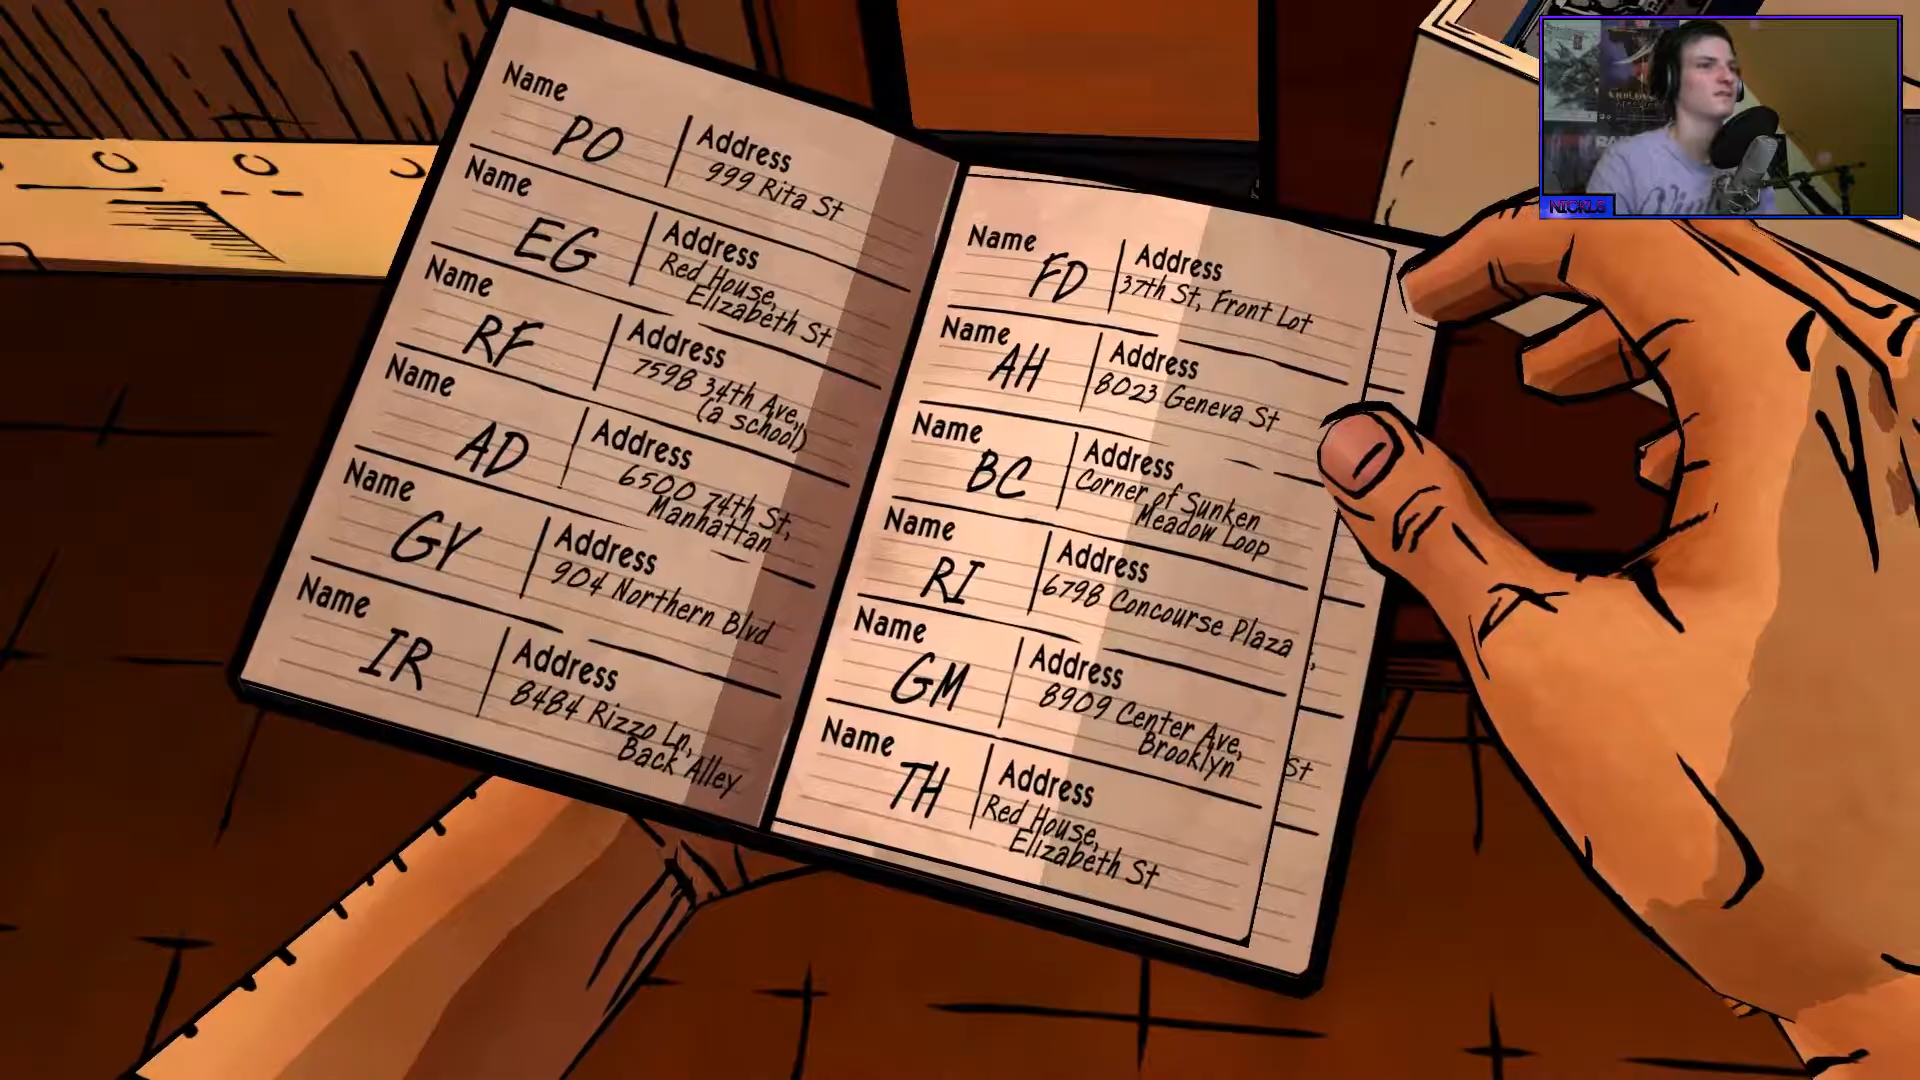 Name
PO
Address
999 Rita St
Name
EG
Address
Red House,
Elizabeth St
Name
RF
Address
7598 34th Ave,
(a school)
Name
AD
Address
6500 74th St,
Manhattan
Name
GY
Address
904 Northern Blvd
Name
IR
Address
8484 Rizzo Ln,
Back Alley
Name
FD
Address
37th St, Front Lot
Name
AH
Address
8023 Geneva St
Name
BC
Address
Corner of Sunken
Meadow Loop
Name
RI
Address
6798 Concourse Plaza
Name
GM
Address
8909 Center Ave,
Brooklyn
Name
TH
Address
Red House,
Elizabeth St
St
NICKLS